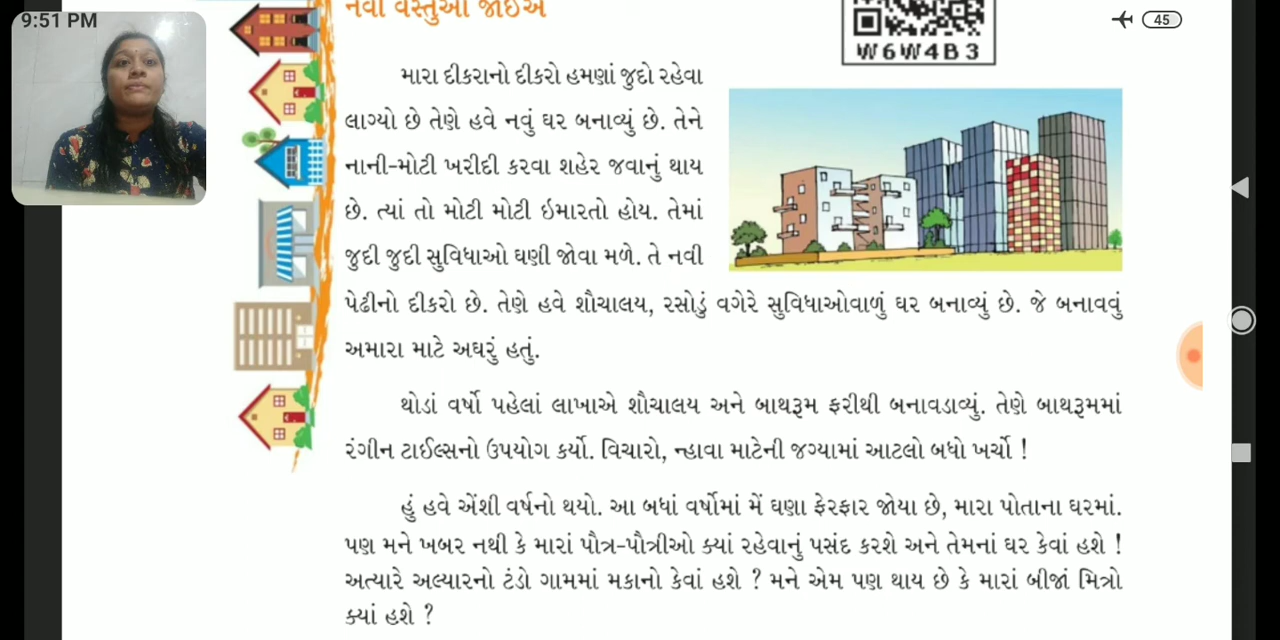 9:51 PM
45
નવી વસ્તુઓ જોઈએ
W6W4B3
મારા દીકરાનો દીકરો હમણાં જુદો રહેવા
લાગ્યો છે તેણે હવે નવું ઘર બનાવ્યું છે. તેને
નાની-મોટી ખરીદી કરવા શહેર જવાનું થાય
છે. ત્યાં તો મોટી મોટી ઇમારતો હોય. તેમાં
જુદી જુદી સુવિધાઓ ઘણી જોવા મળે. તે નવી
પેઢીનો દીકરો છે. તેણે હવે શૌચાલય, રસોડું વગેરે સુવિધાઓવાળું ઘર બનાવ્યું છે. જે બનાવવું
અમારા માટે અઘરું હતું.
થોડાં વર્ષો પહેલાં લાખાએ શૌચાલય અને બાથરૂમ ફરીથી બનાવડાવ્યું. તેણે બાથરૂમમાં
રંગીન ટાઈલ્સનો ઉપયોગ કર્યો. વિચારો, ન્હાવા માટેની જગ્યામાં આટલો બધો ખર્ચો !
હું હવે એંશી વર્ષનો થયો. આ બધાં વર્ષોમાં મેં ઘણા ફેરફાર જોયા છે, મારા પોતાના ઘરમાં.
પણ મને ખબર નથી કે મારાં પૌત્ર-પૌત્રીઓ ક્યાં રહેવાનું પસંદ કરશે અને તેમનાં ઘર કેવાં હશે !
અત્યારે અલ્યારનો ટંડો ગામમાં મકાનો કેવાં હશે ? મને એમ પણ થાય છે કે મારાં બીજાં મિત્રો
ક્યાં હશે ?